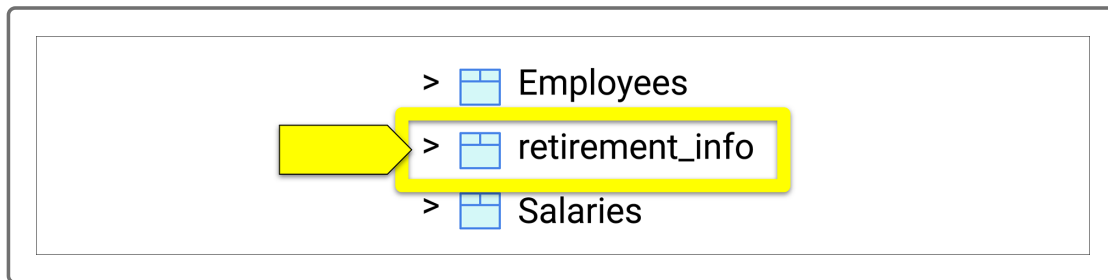 > Employees
> retirement_info
> Salaries